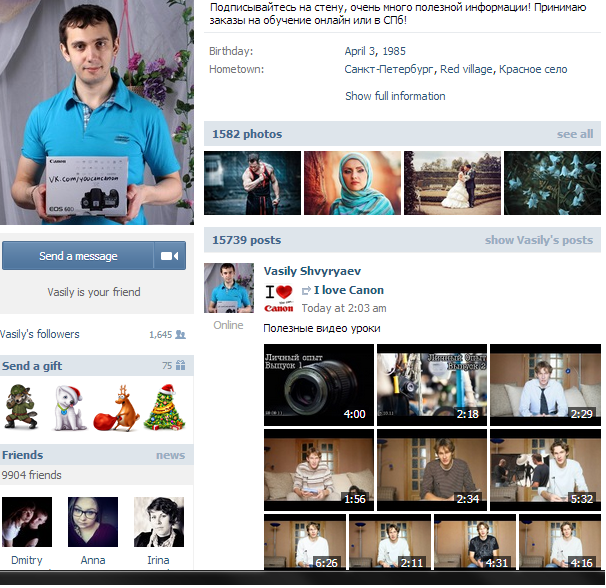 Подписывайтесь на стену, очень много полезной информации! Принимаю
заказы на обучение онлайн или в СПб!
Birthday:
April 3, 1985
Hometown:
Санкт-Петербург, Red village, Красное село
Show full information
1582 photos
see all
15739 posts
show Vasily's posts
Vasily Shvyryaev
I love Canon
Today at 2:03 am
I
Canon
Online
Полезные видео уроки
Личный опыт
Выпуск 1
4:00
Личный опыт
Выпуск 2
2:18
2:29
1:56
2:34
5:32
6:26
2:11
4:31
4:16
Canon
VK.com/youcancanon
EOS 60D
Send a message
Vasily is your friend
Vasily's followers
1,645
Send a gift
75
Friends
news
9904 friends
Dmitry
Anna
Irina